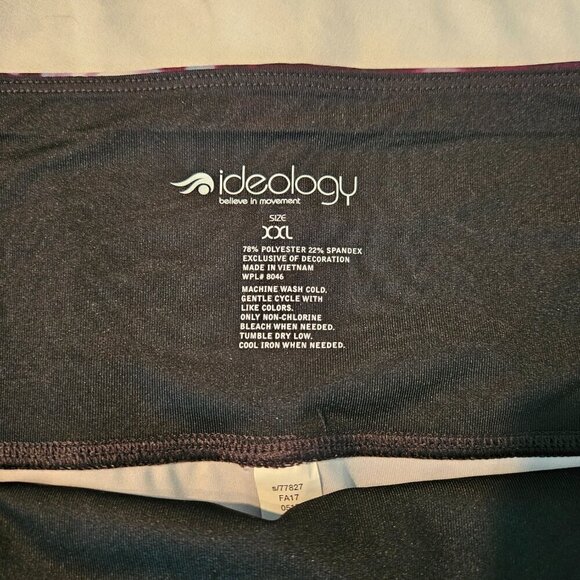 ideology
believe in movement
SIZE
XXL
78% POLYESTER 22% SPANDEX
EXCLUSIVE OF DECORATION
MADE IN VIETNAM
WPL# 8046
MACHINE WASH COLD.
GENTLE CYCLE WITH
LIKE COLORS.
ONLY NON-CHLORINE
BLEACH WHEN NEEDED.
TUMBLE DRY LOW.
COOL IRON WHEN NEEDED.
s/77827
FA17